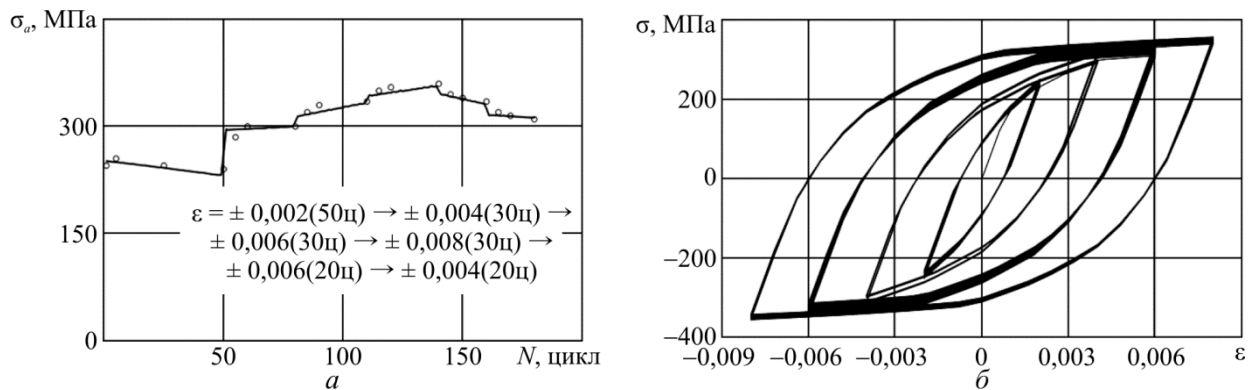 σa, МПа
300
150
0
50
100
150
N, цикл
ε = ± 0,002(50ц) → ± 0,004(30ц) →
± 0,006(30ц) → ± 0,008(30ц) →
± 0,006(20ц) → ± 0,004(20ц)
а
σ, МПа
200
0
−200
−400
−0,009
−0,006
−0,003
0
0,003
0,006
ε
б